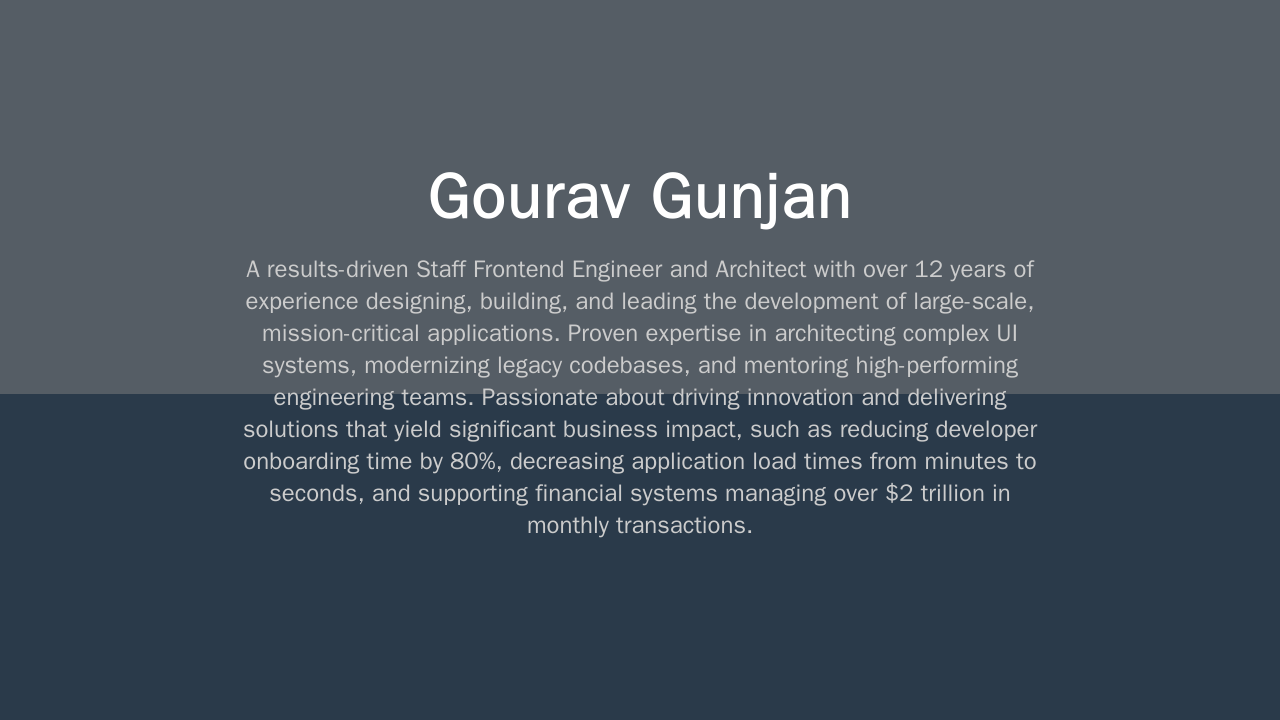 Gourav Gunjan
A results-driven Staff Frontend Engineer and Architect with over 12 years of
experience designing, building, and leading the development of large-scale,
mission-critical applications. Proven expertise in architecting complex UI
systems, modernizing legacy codebases, and mentoring high-performing
engineering teams. Passionate about driving innovation and delivering
solutions that yield significant business impact, such as reducing developer
onboarding time by 80%, decreasing application load times from minutes to
seconds, and supporting financial systems managing over $2 trillion in
monthly transactions.